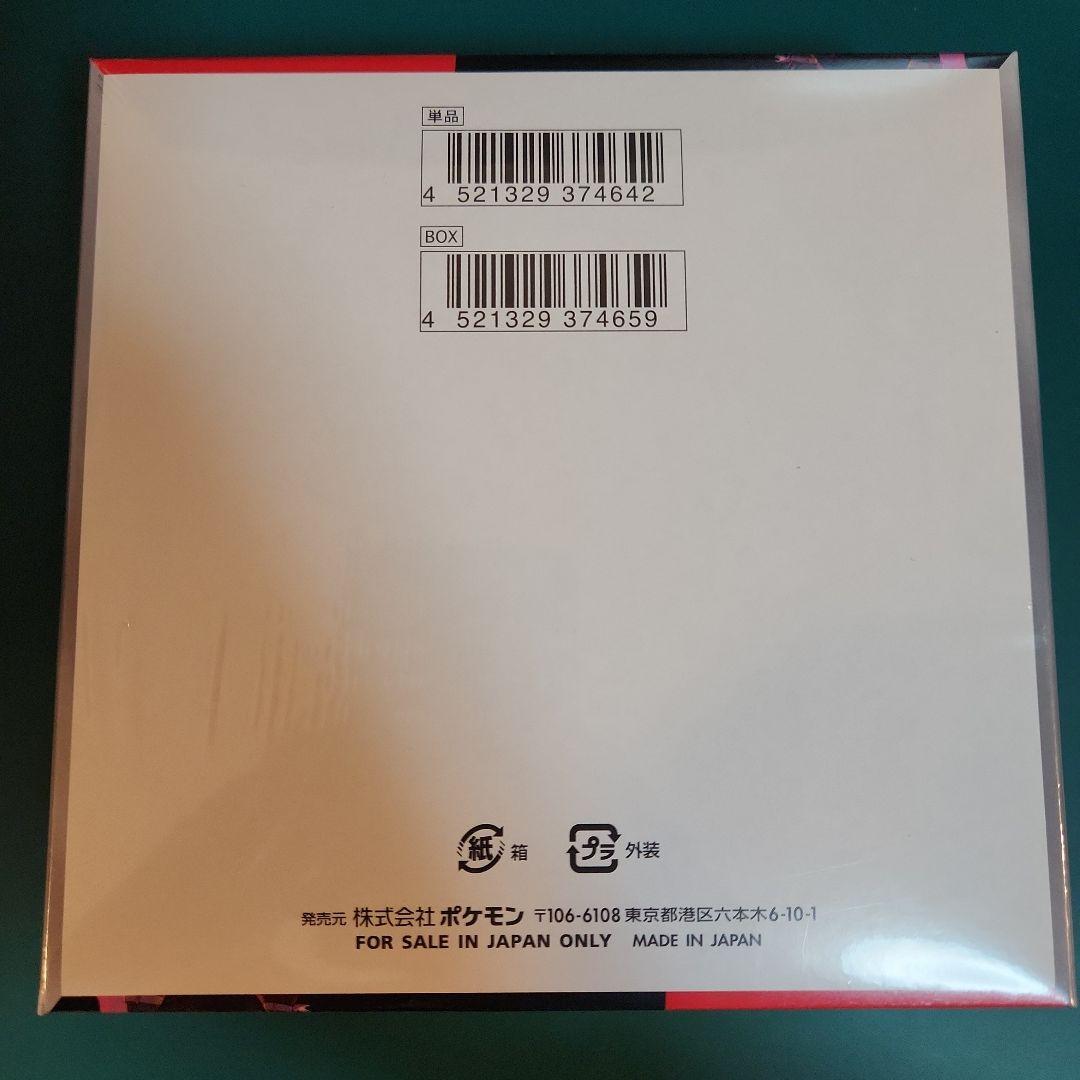 単品
4 521329 374642
BOX
4 521329 374659
紙 箱 プラ 外装
発売元 株式会社 ポケモン 〒106-6108 東京都港区六本木6-10-1
FOR SALE IN JAPAN ONLY MADE IN JAPAN